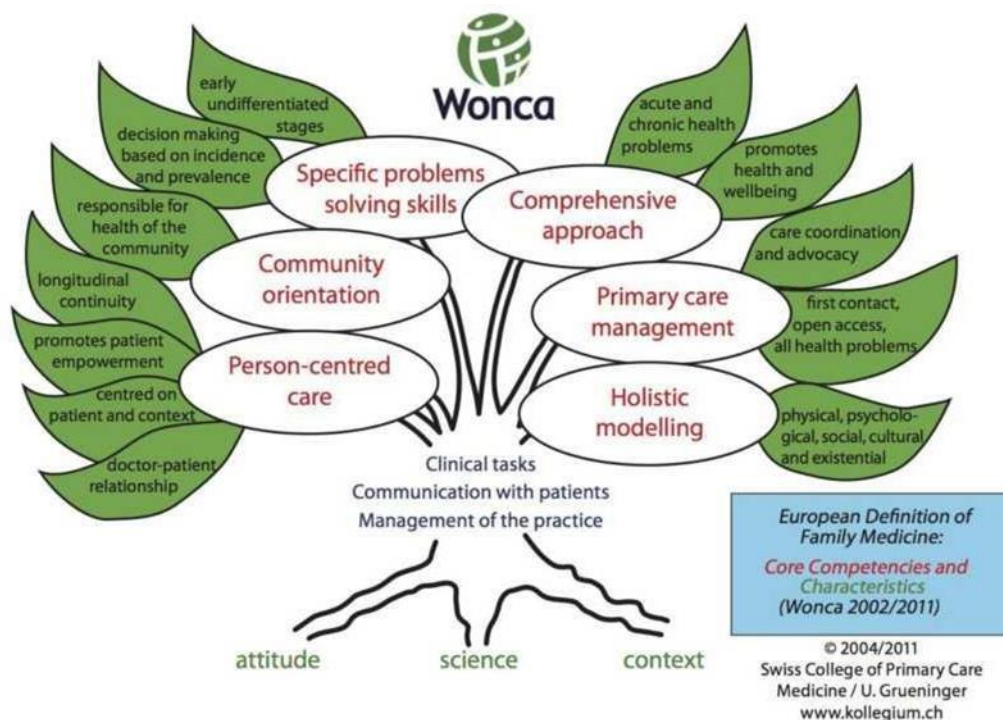 Wonca
early
undifferentiated
stages
decision making
based on incidence
and prevalence
responsible for
health of the
community
longitudinal
continuity
promotes patient
empowerment
centred on
patient and context
doctor-patient
relationship
Specific problems
solving skills
Community
orientation
Person-centred
care
Comprehensive
approach
Primary care
management
Holistic
modelling
acute and
chronic health
problems
promotes
health and
wellbeing
care coordination
and advocacy
first contact,
open access,
all health problems
physical, psycholo-
gical, social, cultural
and existential
Clinical tasks
Communication with patients
Management of the practice
attitude
science
context
European Definition of
Family Medicine:
Core Competencies and
Characteristics
(Wonca 2002/2011)
© 2004/2011
Swiss College of Primary Care
Medicine / U. Grueninger
www.kollegium.ch